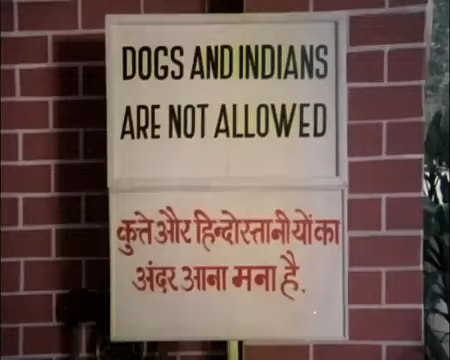 DOGS AND INDIANS
ARE NOT ALLOWED
कुत्ते और हिन्दोस्तानीयों का
अंदर आना मना है.